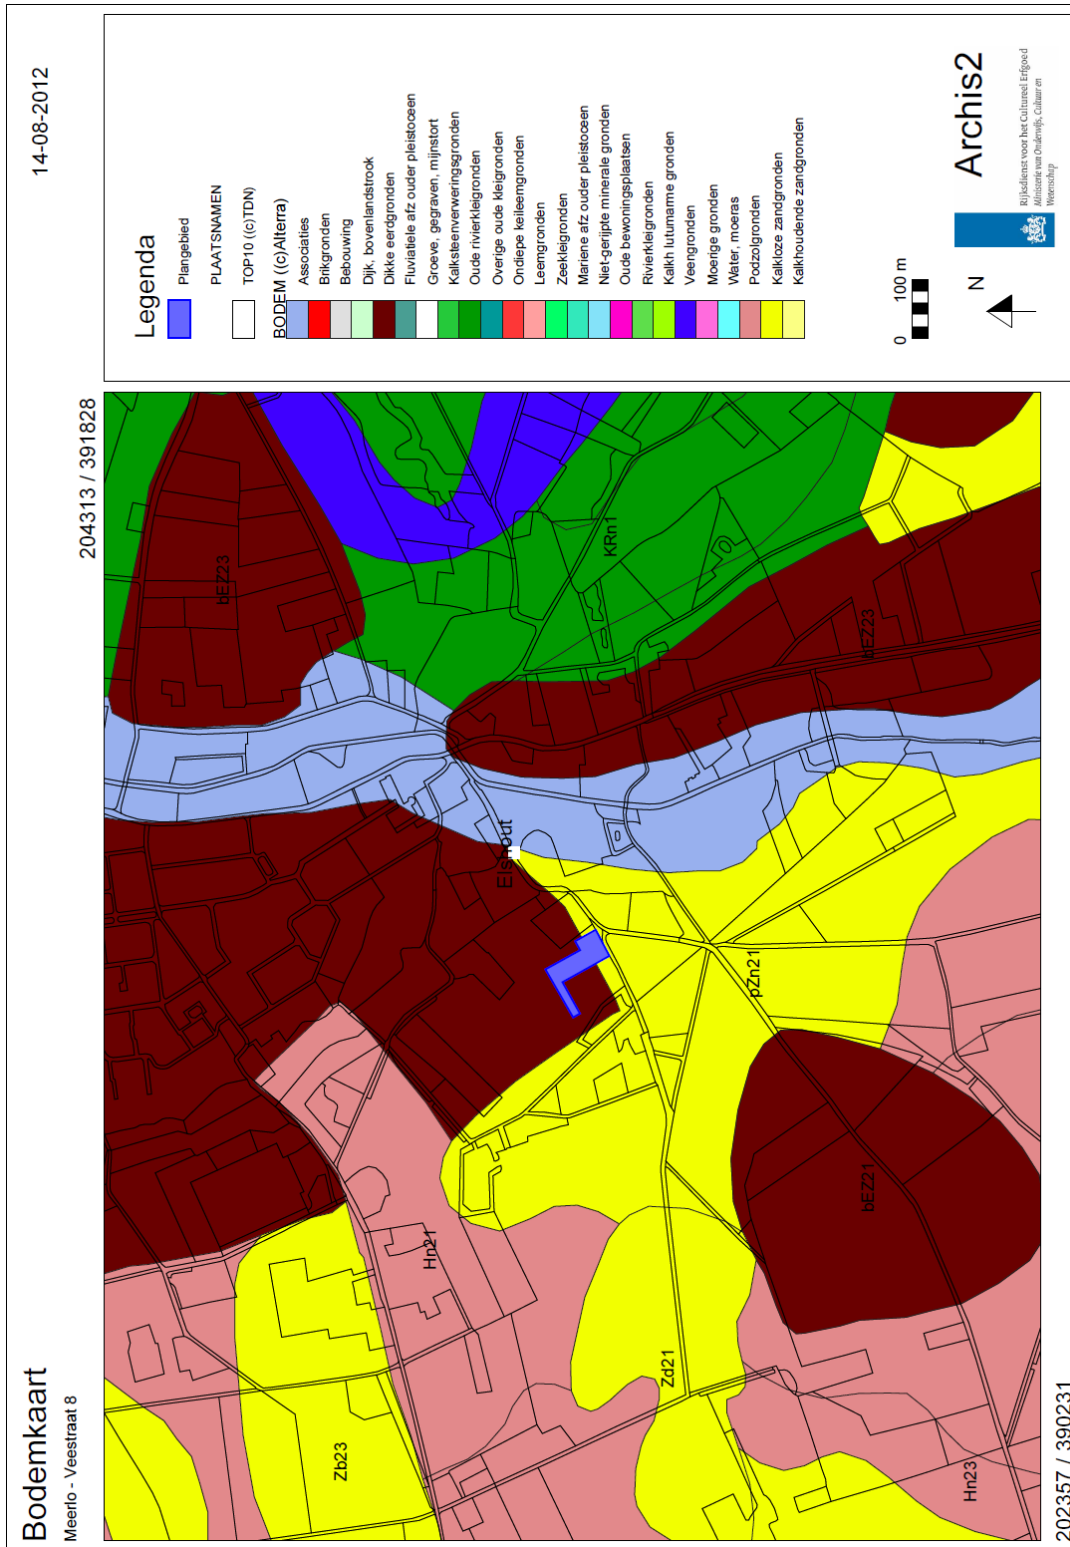 Bodemkaart
Meerlo - Veestraat 8
14-08-2012
204313 / 391828
202357 / 390231
bEZ23
KRn1
bEZ23
Elshout
pZn21
bEZ21
Hn21
Zd21
Zb23
Hn23
Legenda
Plangebied
PLAATSNAMEN
TOP10 ((c)TDN)
BODEM ((c)Alterra)
Associaties
Brikgronden
Bebouwing
Dijk, bovenlandstrook
Dikke eerdgronden
Fluviatiele afz ouder pleistoceen
Groeve, gegraven, mijnstort
Kalksteenverweringsgronden
Oude rivierkleigronden
Overige oude kleigronden
Ondiepe keileemgronden
Leemgronden
Zeekleigronden
Mariene afz ouder pleistoceen
Niet-gerijpte minerale gronden
Oude bewoningsplaatsen
Rivierkleigronden
Kalkh lutumarme gronden
Veengronden
Moerige gronden
Water, moeras
Podzolgronden
Kalkloze zandgronden
Kalkhoudende zandgronden
0 100 m
N
Archis2
Rijksdienst voor het Cultureel Erfgoed
Ministerie van Onderwijs, Cultuur en
Wetenschap